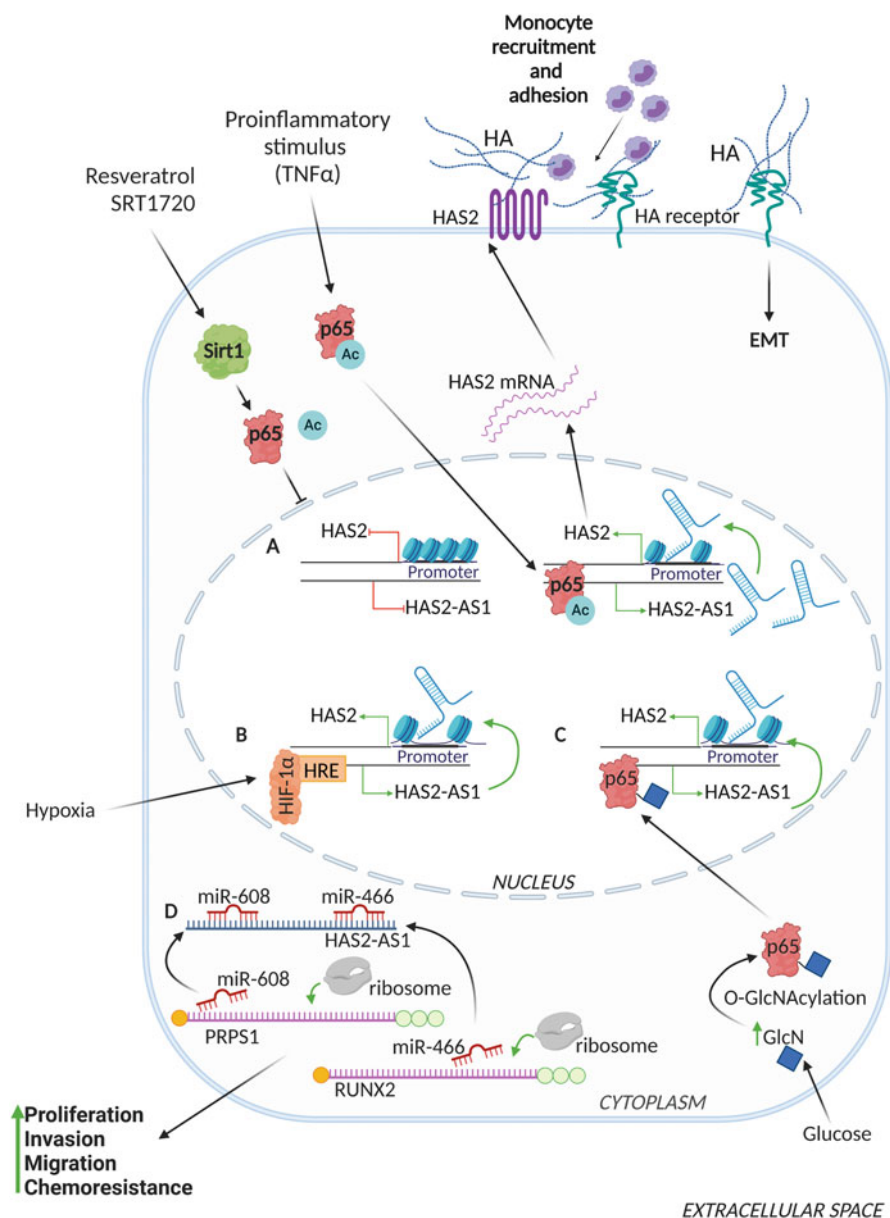 Monocyte
recruitment
and
adhesion
Proinflammatory
stimulus
(TNFα)
Resveratrol
SRT1720
HA
HA
HAS2
HA receptor
EMT
p65
Ac
Sirt1
p65
Ac
HAS2 mRNA
A
HAS2
Promoter
HAS2-AS1
HAS2
Promoter
p65
Ac
HAS2-AS1
B
HAS2
Promoter
HIF-1α
HRE
HAS2-AS1
Hypoxia
C
HAS2
Promoter
p65
HAS2-AS1
NUCLEUS
D
miR-608
miR-466
HAS2-AS1
miR-608
ribosome
PRPS1
miR-466
ribosome
RUNX2
p65
O-GlcNAcylation
GlcN
Glucose
CYTOPLASM
Proliferation
Invasion
Migration
Chemoresistance
EXTRACELLULAR SPACE